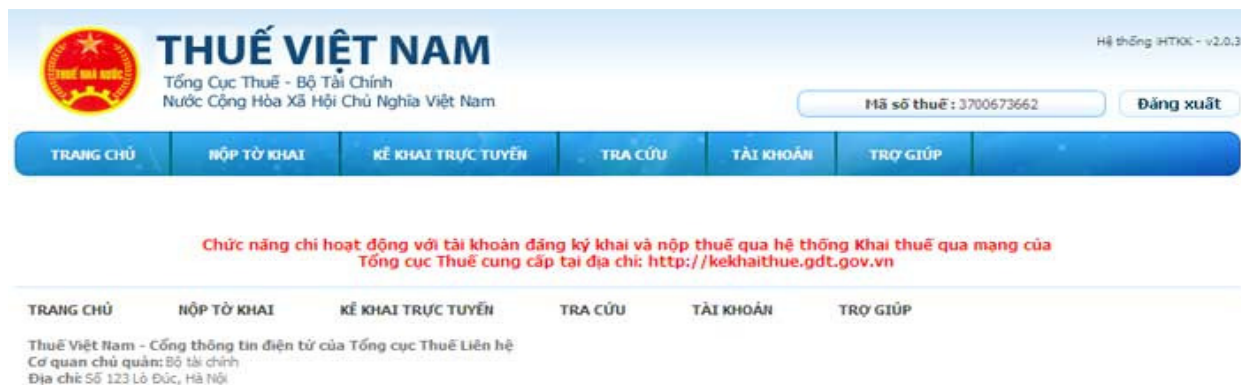 THUẾ NHÀ NƯỚC
THUẾ VIỆT NAM
Tổng Cục Thuế - Bộ Tài Chính
Nước Cộng Hòa Xã Hội Chủ Nghĩa Việt Nam
Hệ thống iHTKK - v2.0.3
Mã số thuế : 3700673662
Đăng xuất
TRANG CHỦ NỘP TỜ KHAI KÊ KHAI TRỰC TUYẾN TRA CỨU TÀI KHOẢN TRỢ GIÚP
Chức năng chỉ hoạt động với tài khoản đăng ký khai và nộp thuế qua hệ thống Khai thuế qua mạng của
Tổng cục Thuế cung cấp tại địa chỉ: http://kekhaithue.gdt.gov.vn
TRANG CHỦ NỘP TỜ KHAI KÊ KHAI TRỰC TUYẾN TRA CỨU TÀI KHOẢN TRỢ GIÚP
Thuế Việt Nam - Cổng thông tin điện tử của Tổng cục Thuế Liên hệ
Cơ quan chủ quản: Bộ tài chính
Địa chỉ: Số 123 Lò Đúc, Hà Nội